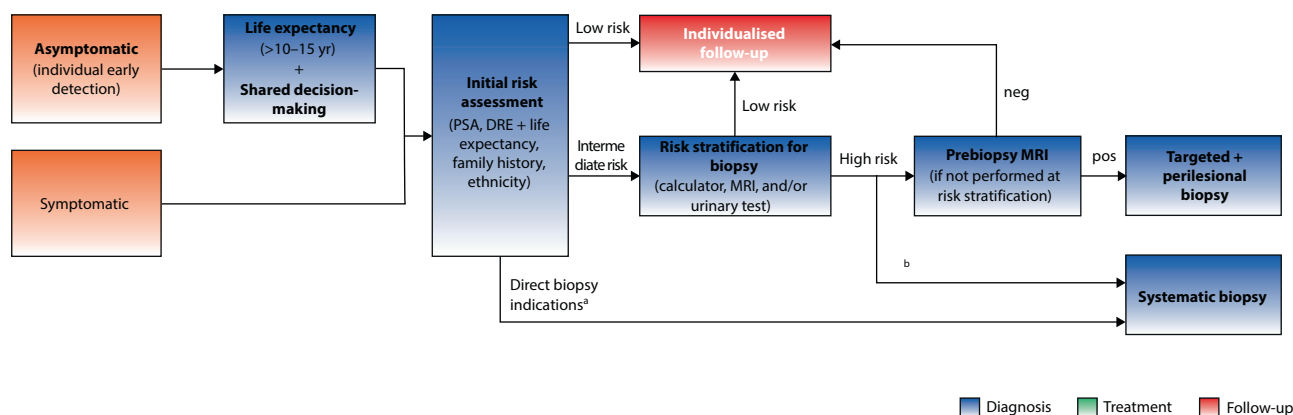 Asymptomatic
(individual early
detection)
Symptomatic
Life expectancy
(>10–15 yr)
+
Shared decision-
making
Initial risk
assessment
(PSA, DRE + life
expectancy,
family history,
ethnicity)
Low risk
Individualised
follow-up
Low risk
neg
Interme
diate risk
Risk stratification for
biopsy
(calculator, MRI, and/or
urinary test)
High risk
Prebiopsy MRI
(if not performed at
risk stratification)
pos
Targeted +
perilesional
biopsy
b
Direct biopsy
indicationsa
Systematic biopsy
Diagnosis
Treatment
Follow-up